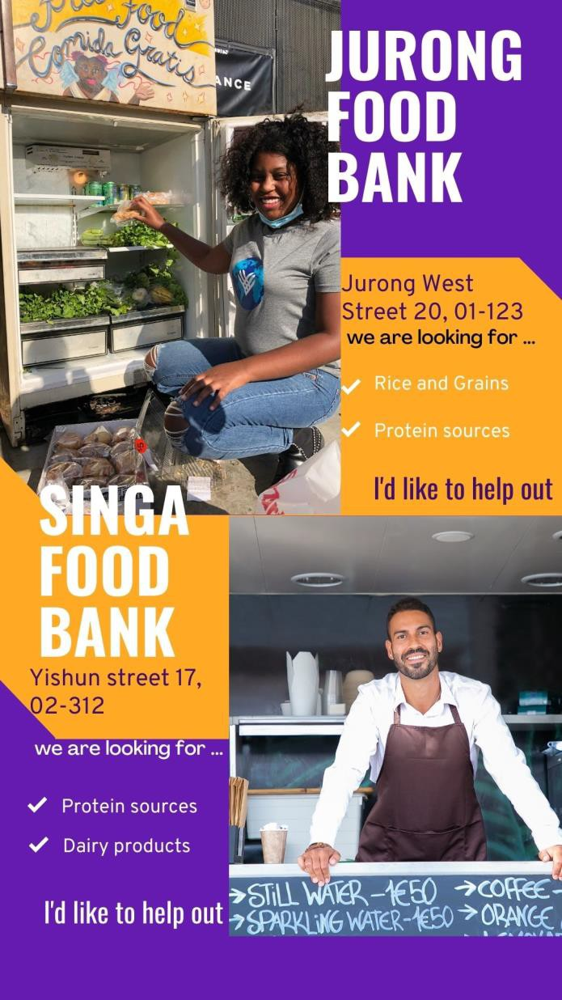 Free Food
Comida Gratis
ANCE
JURONG
FOOD
BANK
Jurong West
Street 20, 01-123
we are looking for ...
Rice and Grains
Protein sources
I'd like to help out
SINGA
FOOD
BANK
Yishun street 17,
02-312
we are looking for ...
Protein sources
Dairy products
I'd like to help out
→STILL WATER-1€50 →COFFEE-
→SPARKLING WATER-1€50 →ORANGE